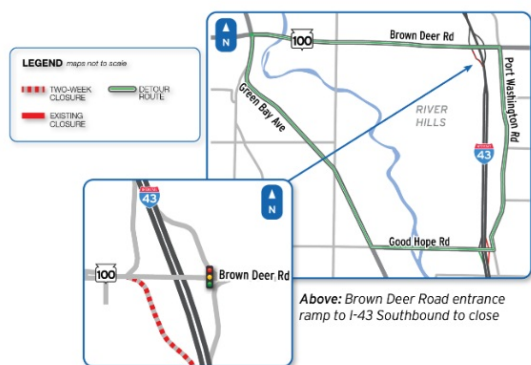 LEGEND maps not to scale
TWO-WEEK
CLOSURE
DETOUR
ROUTE
EXISTING
CLOSURE
N
100
Brown Deer Rd
Green Bay Ave
Port Washington Rd
RIVER
HILLS
43
Good Hope Rd
43
N
100
Brown Deer Rd
Above: Brown Deer Road entrance
ramp to I-43 Southbound to close